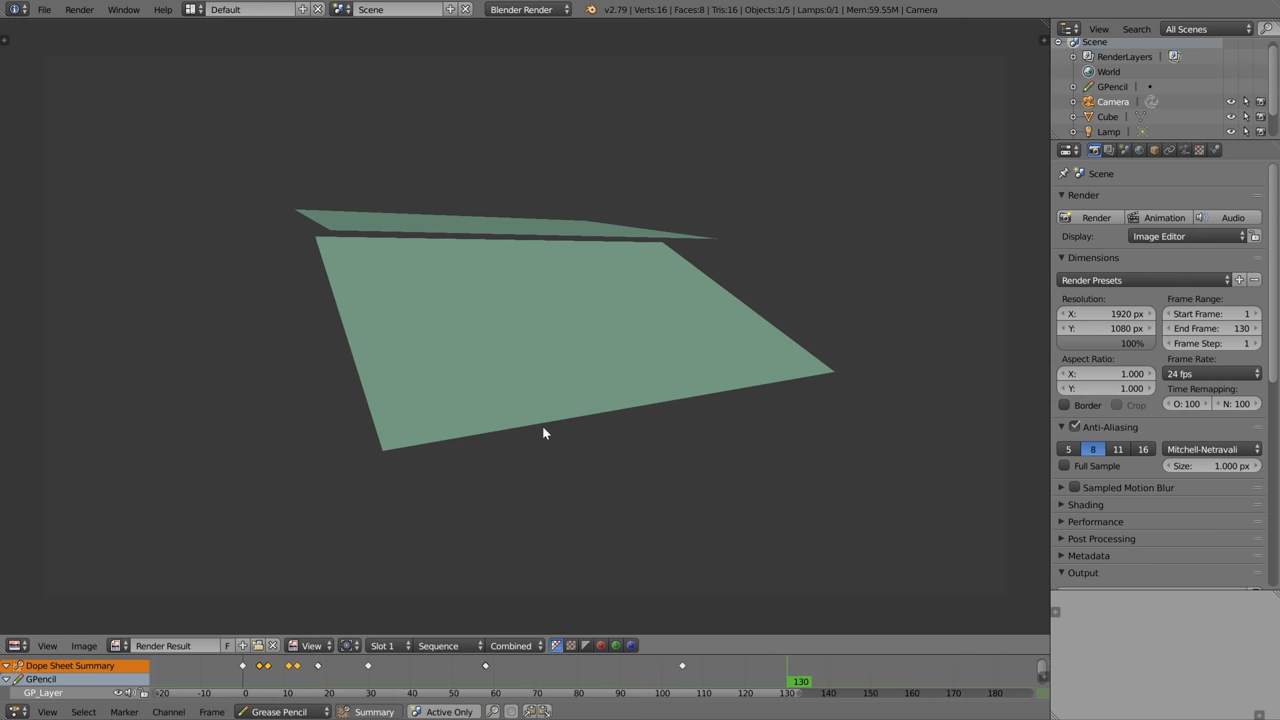 File Render Window Help Default Scene Blender Render v2.79 | Verts:16 | Faces:8 | Tris:16 | Objects:1/5 | Lamps:0/1 | Mem:59.55M | Camera
View Search All Scenes
Scene
RenderLayers
World
GPencil
Camera
Cube
Lamp
Scene
Render
Render Animation Audio
Display: Image Editor
Dimensions
Render Presets
Resolution: Frame Range:
X: 1920 px Start Frame: 1
Y: 1080 px End Frame: 130
100% Frame Step: 1
Aspect Ratio: Frame Rate:
X: 1.000 24 fps
Y: 1.000 Time Remapping:
Border Crop O: 100 N: 100
Anti-Aliasing
5 8 11 16 Mitchell-Netravali
Full Sample Size: 1.000 px
Sampled Motion Blur
Shading
Performance
Post Processing
Metadata
Output
View Image Render Result F View Slot 1 Sequence Combined
Dope Sheet Summary
GPencil 130
GP_Layer -20 -10 0 10 20 30 40 50 60 70 80 90 100 110 120 130 140 150 160 170 180
View Select Marker Channel Frame Grease Pencil Summary Active Only